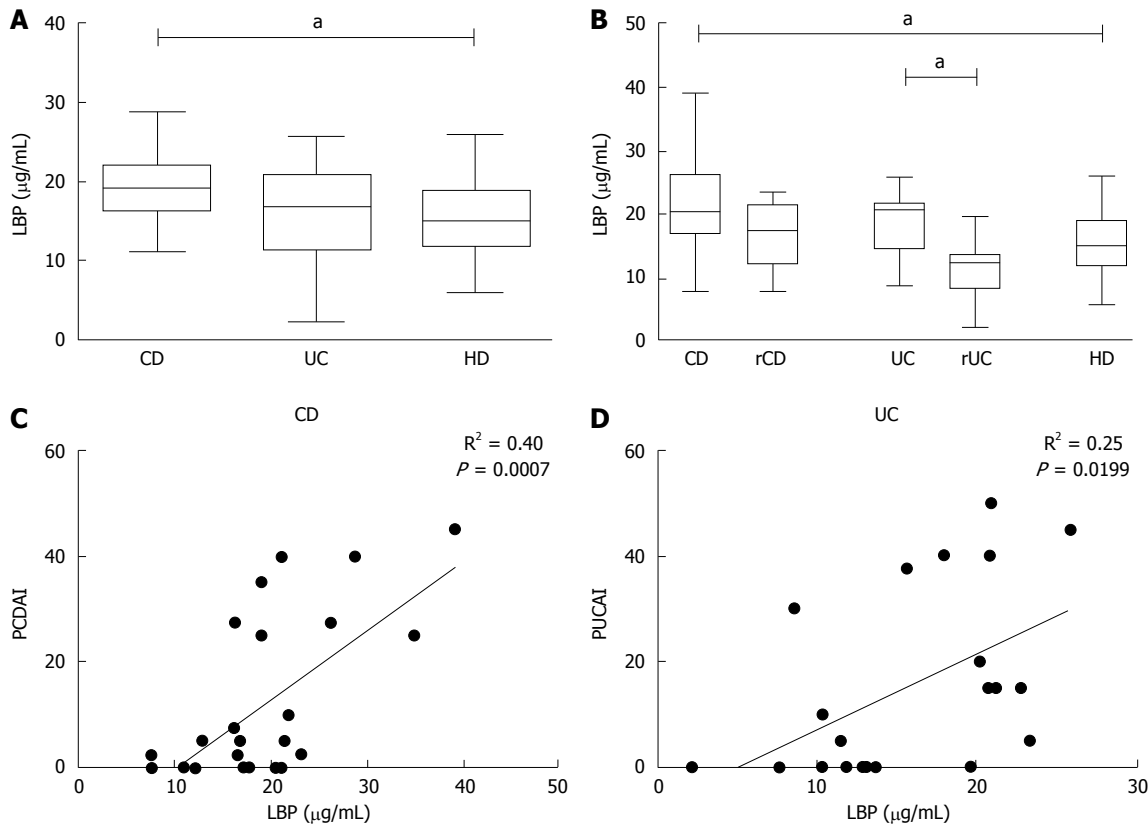 A
40
30
20
10
0
LBP (μg/mL)
a
CD UC HD
B
50
40
30
20
10
0
LBP (μg/mL)
a
a
CD rCD UC rUC HD
C
CD
R² = 0.40
P = 0.0007
60
40
20
0
PCDAI
0 10 20 30 40 50
LBP (μg/mL)
D
UC
R² = 0.25
P = 0.0199
60
40
20
0
PUCAI
0 10 20 30
LBP (μg/mL)